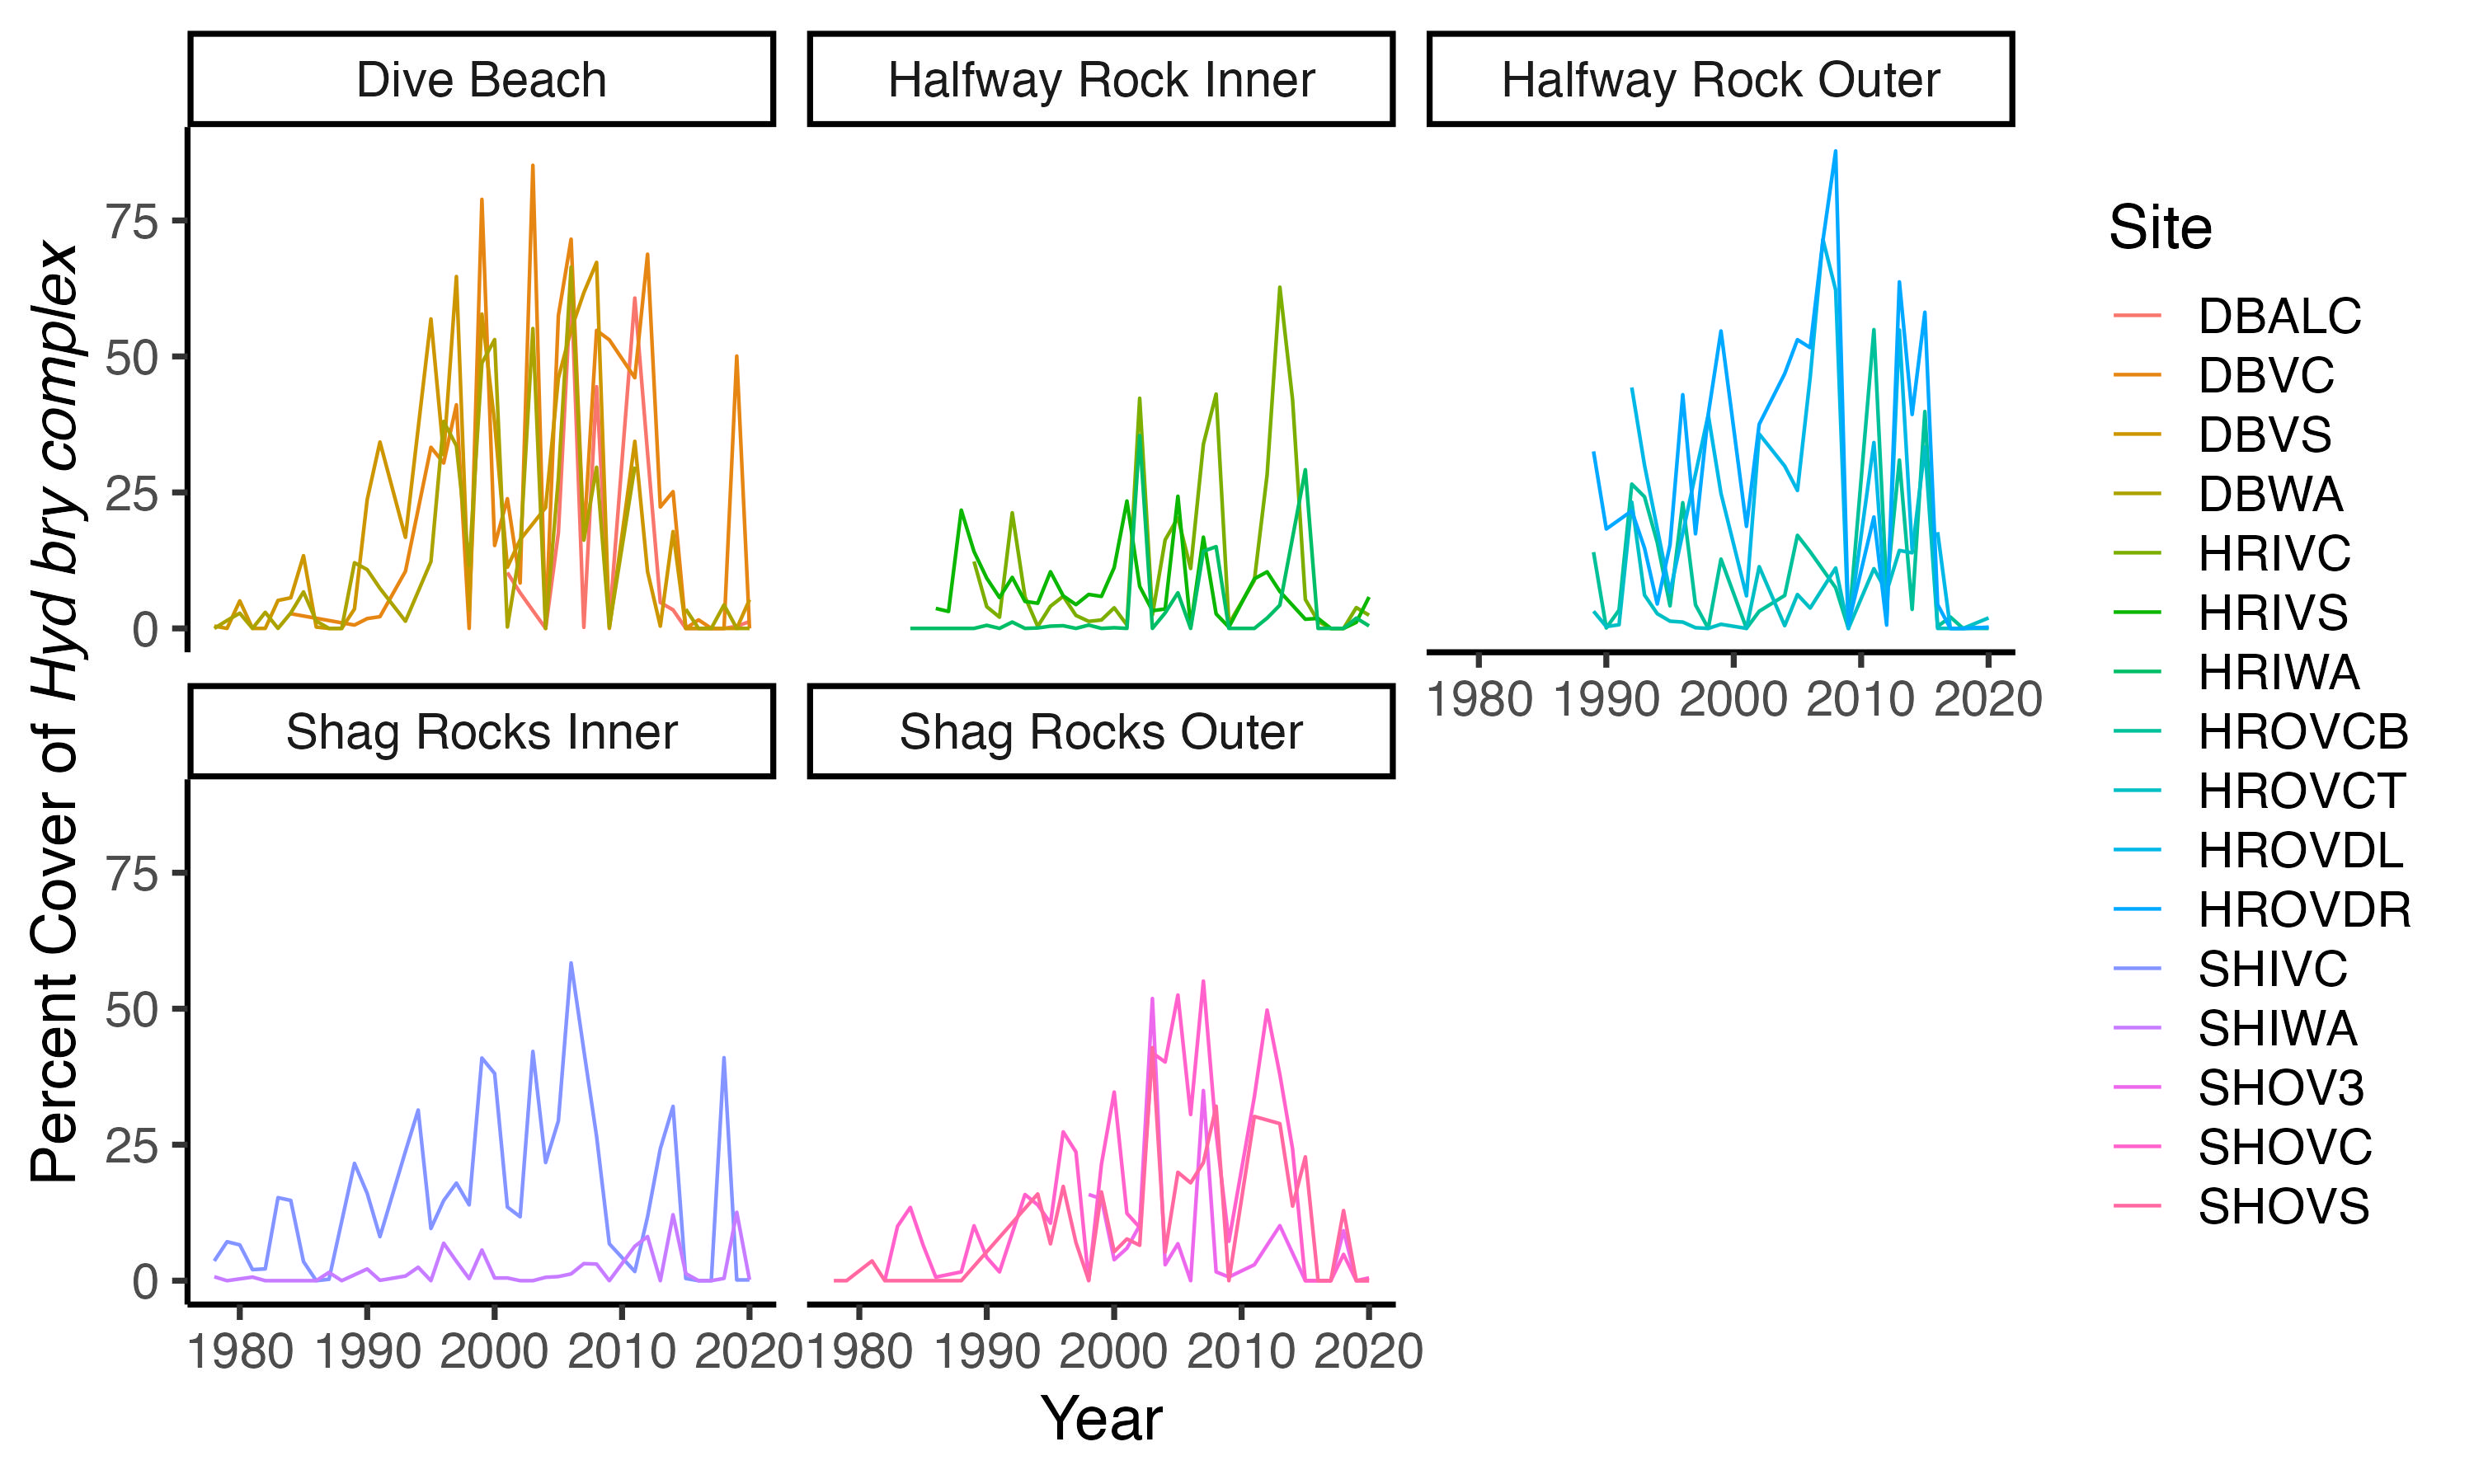 Dive Beach
Halfway Rock Inner
Halfway Rock Outer
75
50
25
0
1980 1990 2000 2010 2020
Shag Rocks Inner
Shag Rocks Outer
75
50
25
0
1980 1990 2000 2010 2020
1980 1990 2000 2010 2020
Year
Percent Cover of Hyd bry complex
Site
DBALC
DBVC
DBVS
DBWA
HRIVC
HRIVS
HRIWA
HROVCB
HROVCT
HROVDL
HROVDR
SHIVC
SHIWA
SHOV3
SHOVC
SHOVS